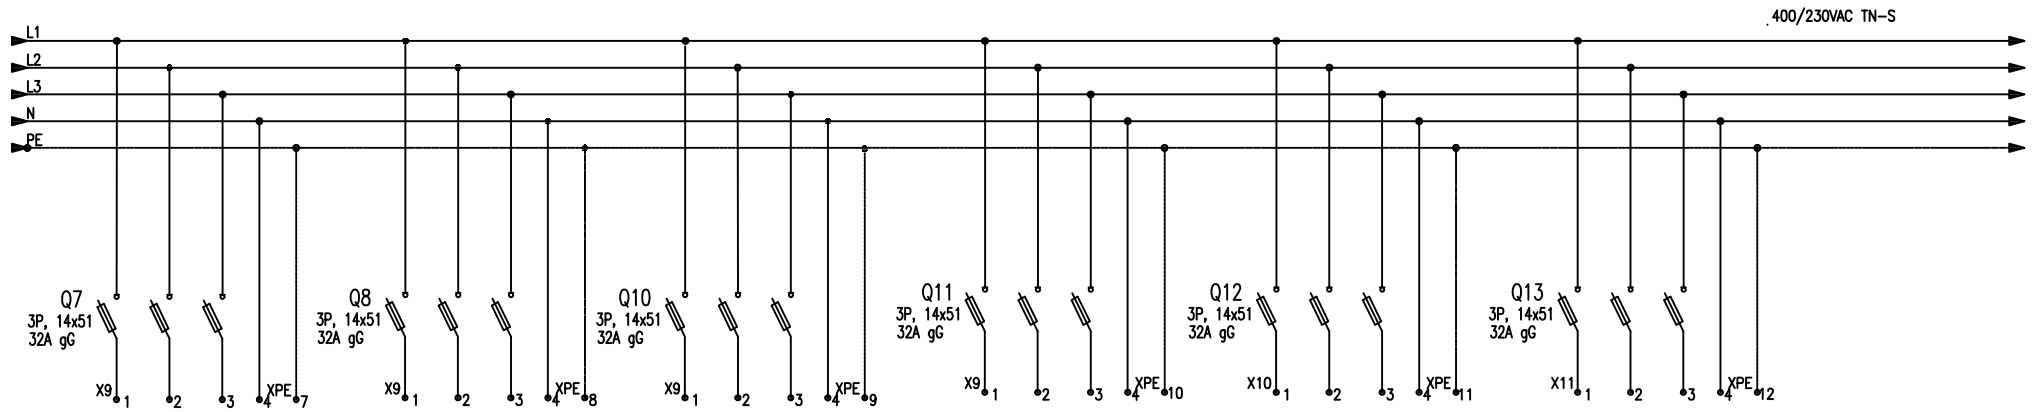 400/230VAC TN-S
L1
L2
L3
N
PE
Q7
3P, 14x51
32A gG
X9 1 2 3 4 XPE 7
Q8
3P, 14x51
32A gG
X9 1 2 3 4 XPE 8
Q10
3P, 14x51
32A gG
X9 1 2 3 4 XPE 9
Q11
3P, 14x51
32A gG
X9 1 2 3 4 XPE 10
Q12
3P, 14x51
32A gG
X10 1 2 3 4 XPE 11
Q13
3P, 14x51
32A gG
X11 1 2 3 4 XPE 12